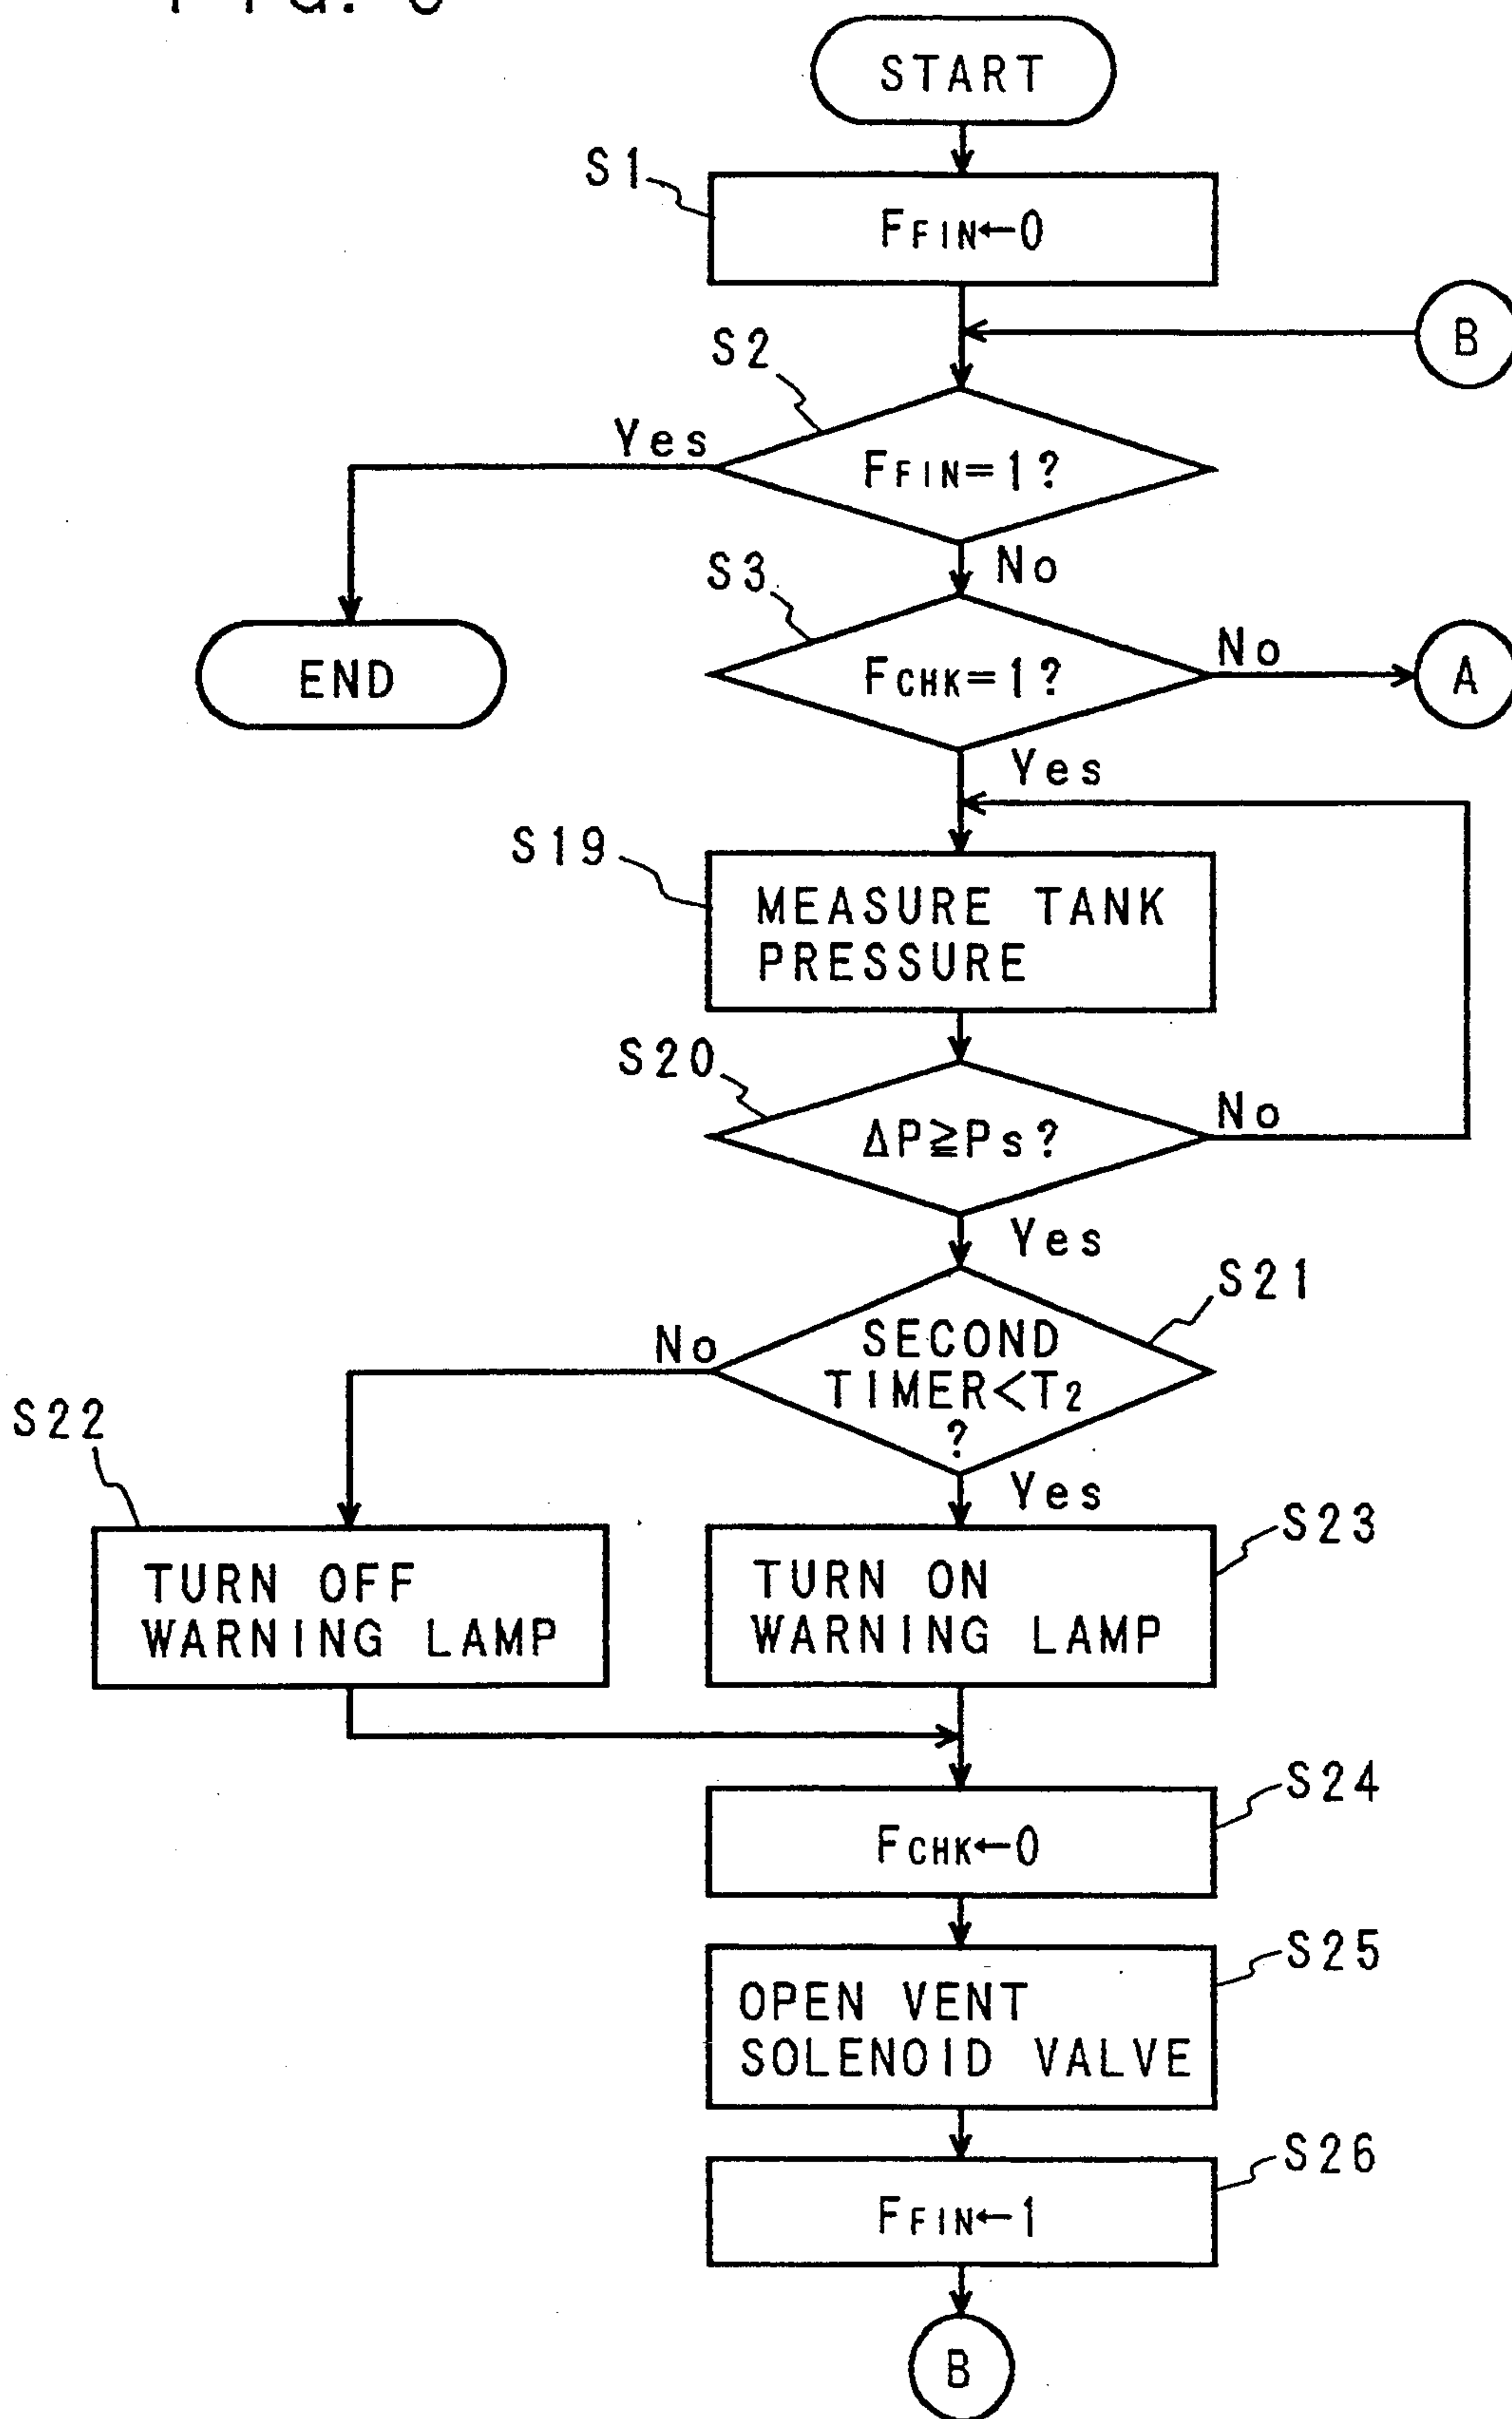 START
S1
FFIN←0
B
S2
Yes
FFIN=1?
No
S3
END
FCHK=1?
No
A
Yes
S19
MEASURE TANK
PRESSURE
S20
ΔP≧Ps?
No
Yes
S21
SECOND
TIMER<T2
?
No
S22
Yes
S23
TURN OFF
WARNING LAMP
TURN ON
WARNING LAMP
S24
FCHK←0
S25
OPEN VENT
SOLENOID VALVE
S26
FFIN←1
B